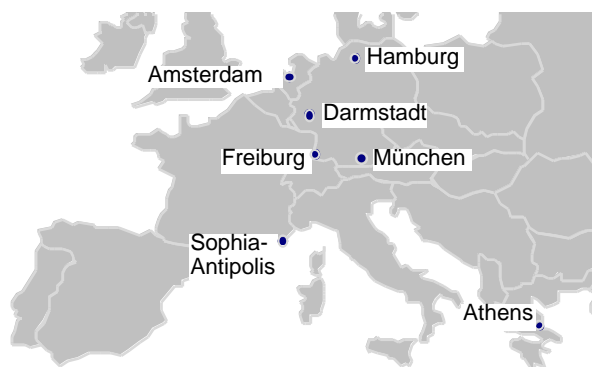 Hamburg
Amsterdam
Darmstadt
Freiburg
München
Sophia-
Antipolis
Athens